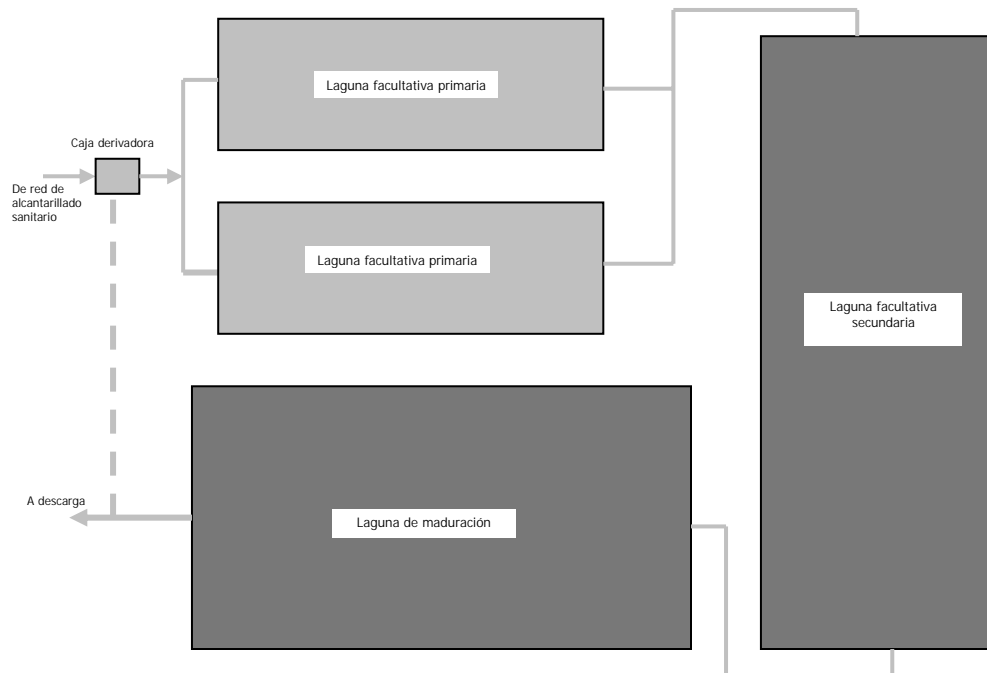 Laguna facultativa primaria
Caja derivadora
De red de
alcantarillado
sanitario
Laguna facultativa primaria
Laguna facultativa
secundaria
A descarga
Laguna de maduración